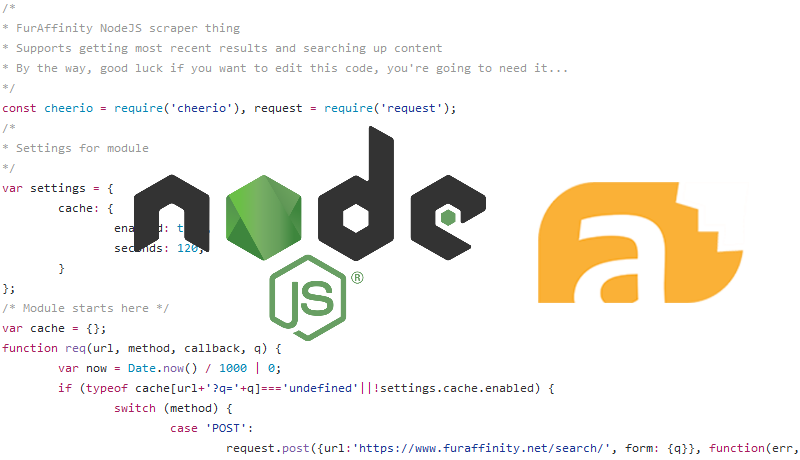 /*
* FurAffinity NodeJS scraper thing
* Supports getting most recent results and searching up content
* By the way, good luck if you want to edit this code, you're going to need it...
*/
const cheerio = require('cheerio'), request = require('request');
/*
* Settings for module
*/
var settings = {
cache: {
seconds: 120,
}
};
node
JS®
a
/* Module starts here */
var cache = {};
function req(url, method, callback, q) {
var now = Date.now() / 1000 | 0;
if (typeof cache[url+'?q='+q]==='undefined'||!settings.cache.enabled) {
switch (method) {
case 'POST':
request.post({url:'https://www.furaffinity.net/search/', form: {q}}, function(err,